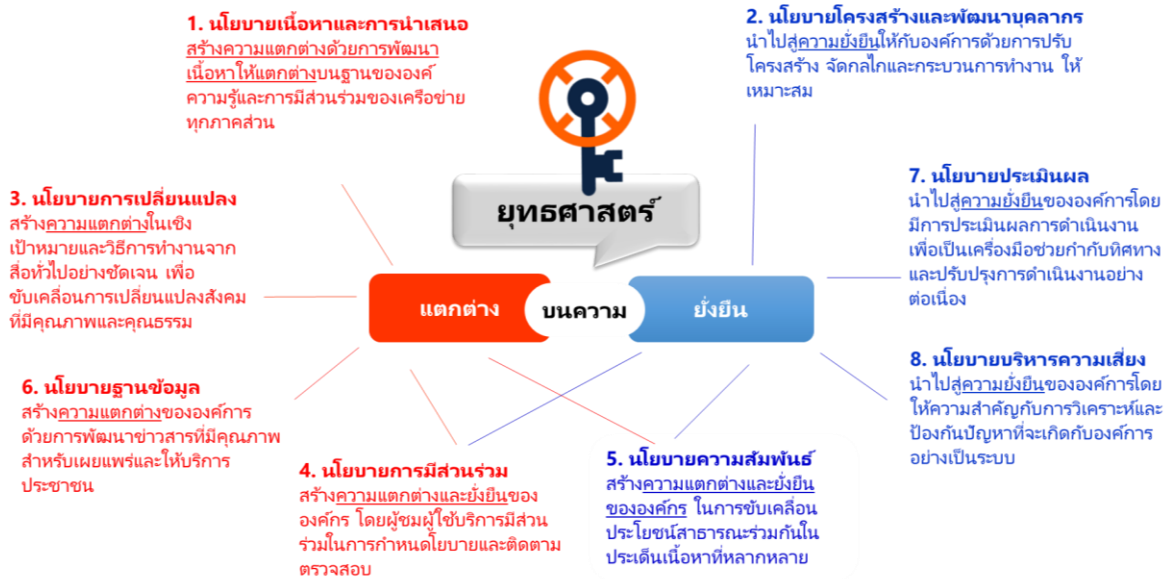 1. นโยบายเนื้อหาและการนำเสนอ
สร้างความแตกต่างด้วยการพัฒนา
เนื้อหาให้แตกต่างบนฐานขององค์
ความรู้และการมีส่วนร่วมของเครือข่าย
ทุกภาคส่วน
2. นโยบายโครงสร้างและพัฒนาบุคลากร
นำไปสู่ความยั่งยืนให้กับองค์การด้วยการปรับ
โครงสร้าง จัดกลไกและกระบวนการทำงาน ให้
เหมาะสม
3. นโยบายการเปลี่ยนแปลง
สร้างความแตกต่างในเชิง
เป้าหมายและวิธีการทำงานจาก
สื่อทั่วไปอย่างชัดเจน เพื่อ
ขับเคลื่อนการเปลี่ยนแปลงสังคม
ที่มีคุณภาพและคุณธรรม
ยุทธศาสตร์
แตกต่าง
บนความ
ยั่งยืน
7. นโยบายประเมินผล
นำไปสู่ความยั่งยืนขององค์การโดย
มีการประเมินผลการดำเนินงาน
เพื่อเป็นเครื่องมือช่วยกำกับทิศทาง
และปรับปรุงการดำเนินงานอย่าง
ต่อเนื่อง
6. นโยบายฐานข้อมูล
สร้างความแตกต่างขององค์การ
ด้วยการพัฒนาข่าวสารที่มีคุณภาพ
สำหรับเผยแพร่และให้บริการ
ประชาชน
4. นโยบายการมีส่วนร่วม
สร้างความแตกต่างและยั่งยืนของ
องค์กร โดยผู้ชมผู้ใช้บริการมีส่วน
ร่วมในการกำหนดโยบายและติดตาม
ตรวจสอบ
5. นโยบายความสัมพันธ์
สร้างความแตกต่างและยั่งยืน
ขององค์กร ในการขับเคลื่อน
ประโยชน์สาธารณะร่วมกันใน
ประเด็นเนื้อหาที่หลากหลาย
8. นโยบายบริหารความเสี่ยง
นำไปสู่ความยั่งยืนขององค์การโดย
ให้ความสำคัญกับการวิเคราะห์และ
ป้องกันปัญหาที่จะเกิดกับองค์การ
อย่างเป็นระบบ